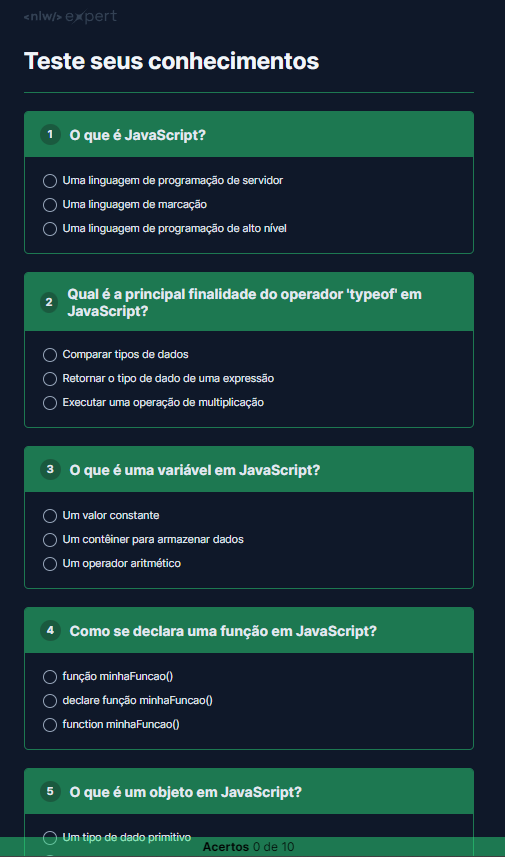 <nlw/> expert
Teste seus conhecimentos
1 O que é JavaScript?
Uma linguagem de programação de servidor
Uma linguagem de marcação
Uma linguagem de programação de alto nível
2 Qual é a principal finalidade do operador 'typeof' em
JavaScript?
Comparar tipos de dados
Retornar o tipo de dado de uma expressão
Executar uma operação de multiplicação
3 O que é uma variável em JavaScript?
Um valor constante
Um contêiner para armazenar dados
Um operador aritmético
4 Como se declara uma função em JavaScript?
função minhaFuncao()
declare função minhaFuncao()
function minhaFuncao()
5 O que é um objeto em JavaScript?
Um tipo de dado primitivo
Acertos 0 de 10